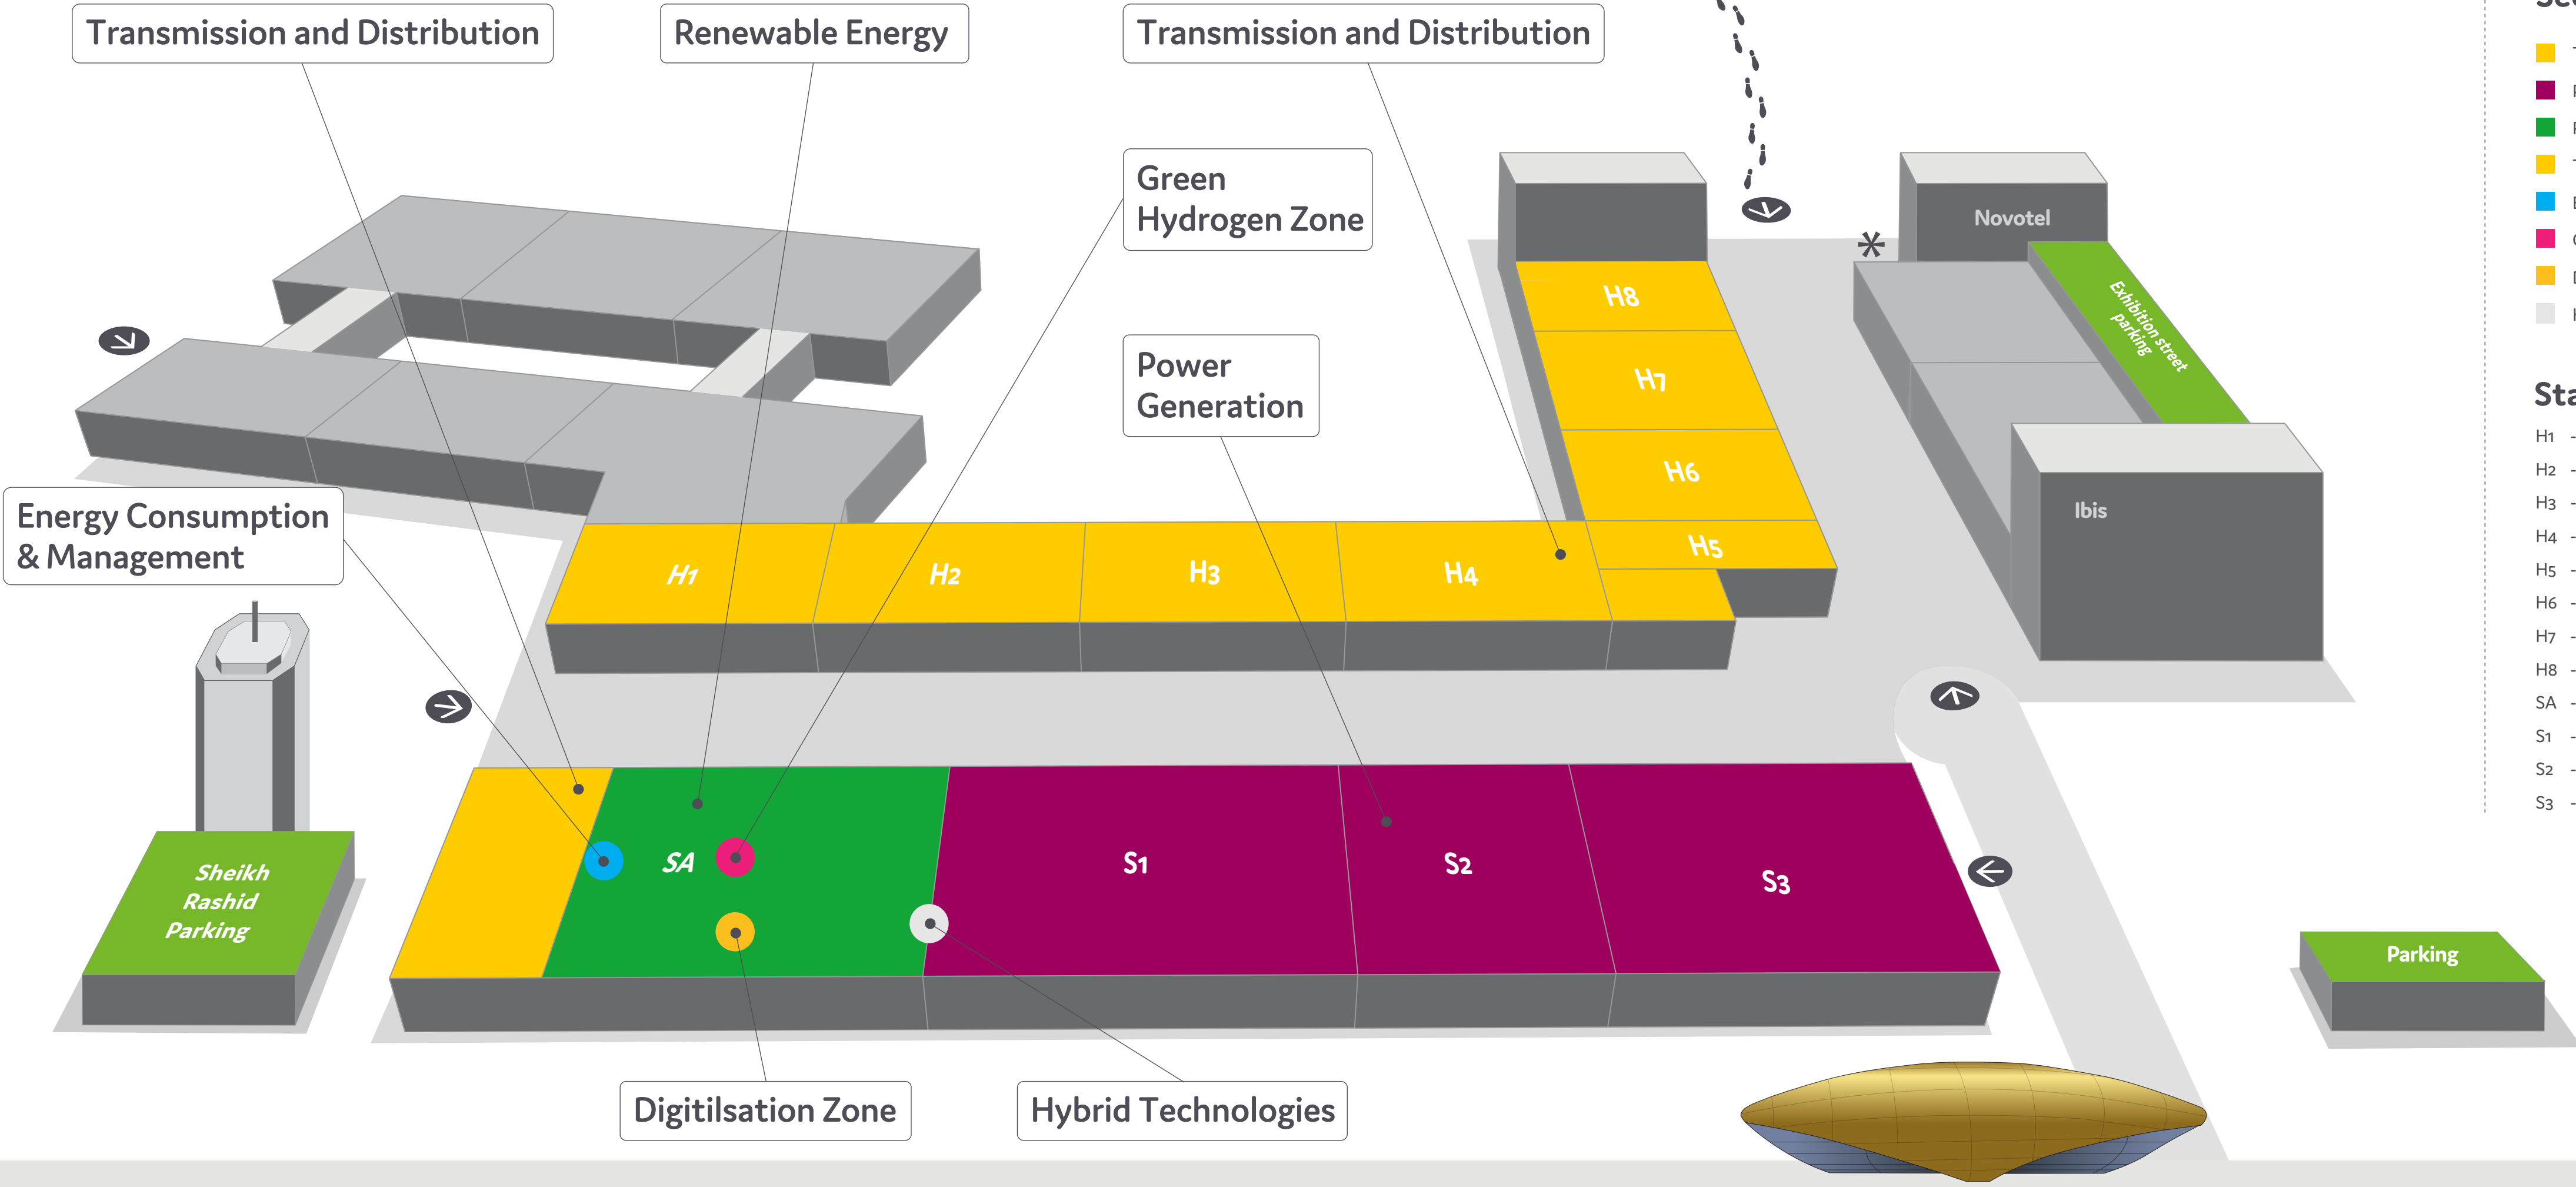 Transmission and Distribution
Renewable Energy
Transmission and Distribution
Green
Hydrogen Zone
Power
Generation
Energy Consumption
& Management
Novotel
Exhibition street
parking
Ibis
H8
H7
H6
H5
H1
H2
H3
H4
SA
S1
S2
S3
Sheikh
Rashid
Parking
Parking
Digitilsation Zone
Hybrid Technologies
H1 -
H2 -
H3 -
H4 -
H5 -
H6 -
H7 -
H8 -
SA -
S1 -
S2 -
S3 -